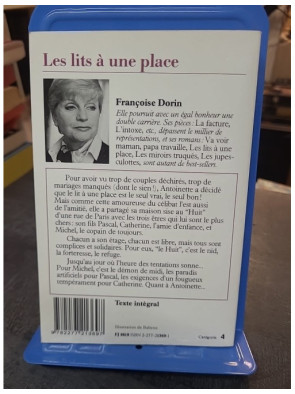 Les lits à une place
Françoise Dorin
Elle poursuit avec un égal bonheur une
double carrière. Ses pièces : La facture,
L'intoxe, etc., dépassent le millier de
représentations, et ses romans : Va voir
maman, papa travaille, Les lits à une
place, Les miroirs truqués, Les jupes-
culottes, sont autant de best-sellers.
Pour avoir vu trop de couples déchirés, trop de
mariages manqués (dont le sien !), Antoinette a décidé
que le lit à une place est le seul vrai, le seul bon !
Mais comme cette amoureuse du célibat l'est aussi
de l'amitié, elle a partagé sa maison sise au "Huit"
d'une rue de Paris avec les trois êtres qui lui sont le plus
chers : son fils Pascal, Catherine, l'amie d'enfance, et
Michel, le copain de toujours.
Chacun a son étage, chacun est libre, mais tous sont
complices et solidaires. Pour eux, "le Huit", c'est le nid,
la forteresse, le refuge.
Jusqu'au jour où l'heure des tentations sonne...
Pour Michel, c'est le démon de midi, les paradis
artificiels pour Pascal, les exigences d'un fougueux
tempérament pour Catherine. Quant à Antoinette...
Texte intégral
Catégorie 4